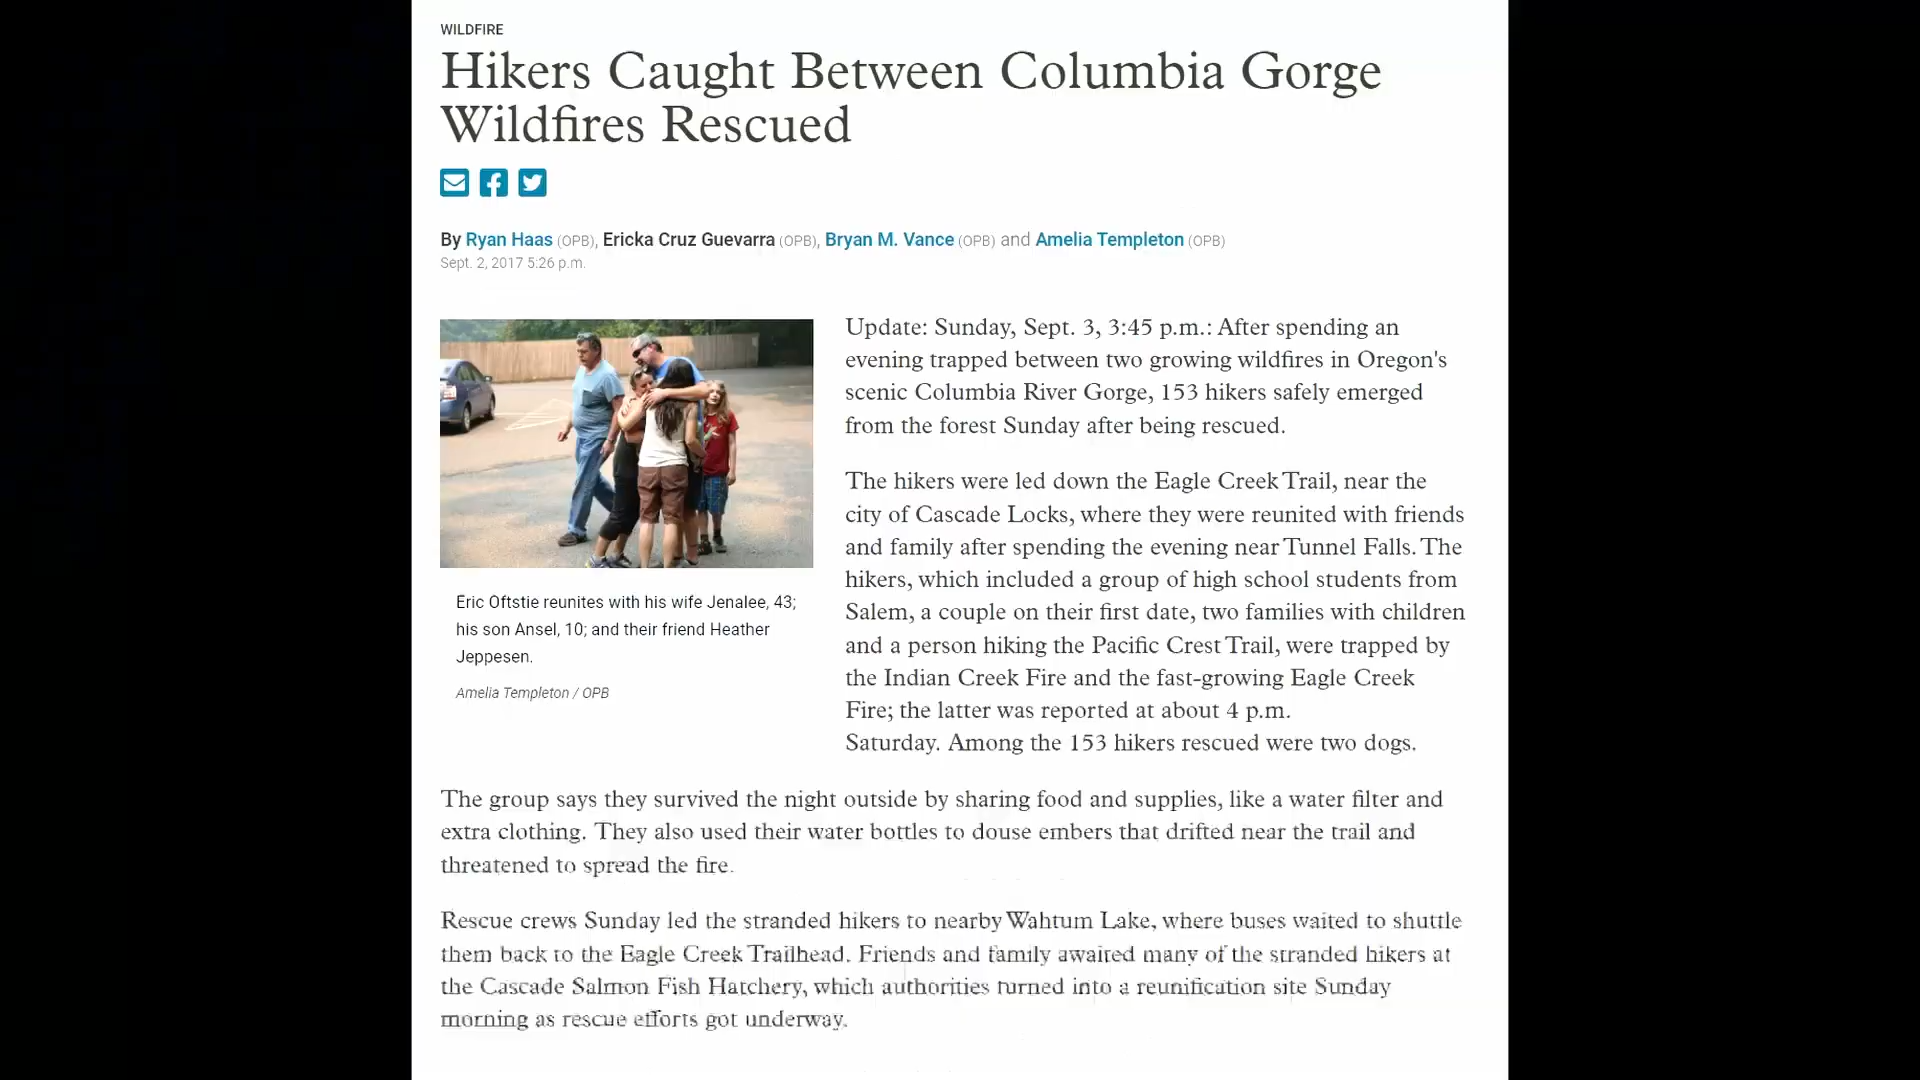 WILDFIRE
Hikers Caught Between Columbia Gorge
Wildfires Rescued
By Ryan Haas (OPB), Ericka Cruz Guevarra (OPB), Bryan M. Vance (OPB) and Amelia Templeton (OPB)
Sept. 2, 2017 5:26 p.m.
Eric Oftstie reunites with his wife Jenalee, 43;
his son Ansel, 10; and their friend Heather
Jeppesen.
Amelia Templeton / OPB
Update: Sunday, Sept. 3, 3:45 p.m.: After spending an
evening trapped between two growing wildfires in Oregon's
scenic Columbia River Gorge, 153 hikers safely emerged
from the forest Sunday after being rescued.
The hikers were led down the Eagle Creek Trail, near the
city of Cascade Locks, where they were reunited with friends
and family after spending the evening near Tunnel Falls. The
hikers, which included a group of high school students from
Salem, a couple on their first date, two families with children
and a person hiking the Pacific Crest Trail, were trapped by
the Indian Creek Fire and the fast-growing Eagle Creek
Fire; the latter was reported at about 4 p.m.
Saturday. Among the 153 hikers rescued were two dogs.
The group says they survived the night outside by sharing food and supplies, like a water filter and
extra clothing. They also used their water bottles to douse embers that drifted near the trail and
threatened to spread the fire.
Rescue crews Sunday led the stranded hikers to nearby Wahtum Lake, where buses waited to shuttle
them back to the Eagle Creek Trailhead. Friends and family awaited many of the stranded hikers at
the Cascade Salmon Fish Hatchery, which authorities turned into a reunification site Sunday
morning as rescue efforts got underway.